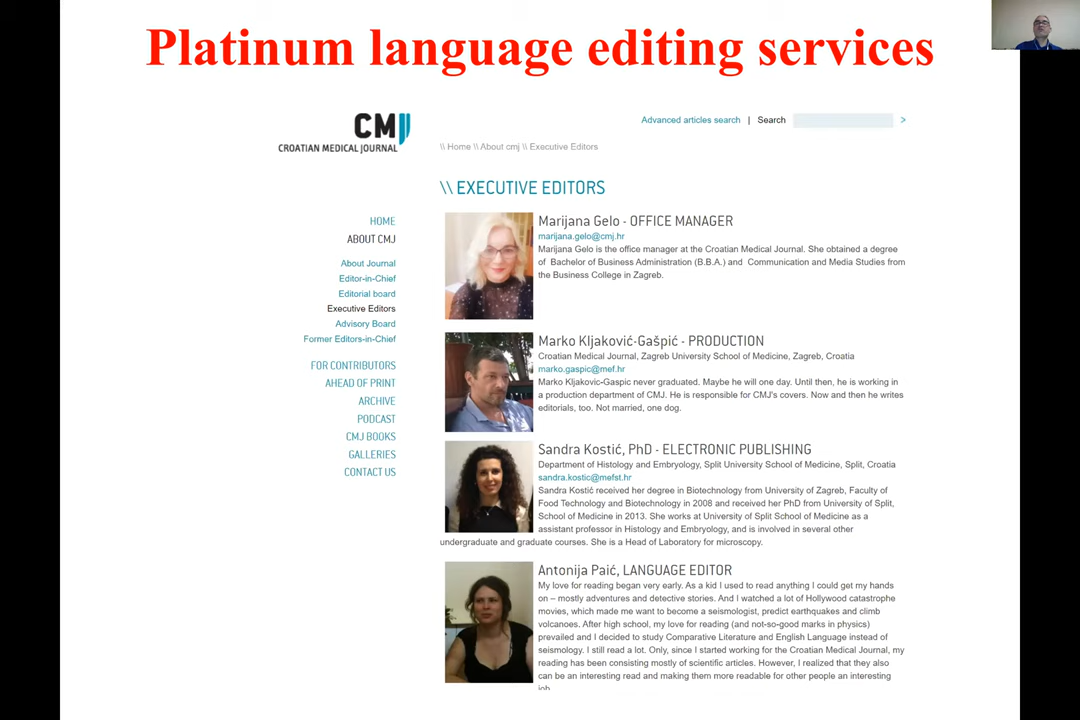 Platinum language editing services
CMJ
CROATIAN MEDICAL JOURNAL
Advanced articles search | Search >
\\ Home \\ About cmj \\ Executive Editors
\\ EXECUTIVE EDITORS
HOME
ABOUT CMJ
About Journal
Editor-in-Chief
Editorial board
Executive Editors
Advisory Board
Former Editors-in-Chief
FOR CONTRIBUTORS
AHEAD OF PRINT
ARCHIVE
PODCAST
CMJ BOOKS
GALLERIES
CONTACT US
Marijana Gelo - OFFICE MANAGER
marijana.gelo@cmj.hr
Marijana Gelo is the office manager at the Croatian Medical Journal. She obtained a degree
of Bachelor of Business Administration (B.B.A.) and Communication and Media Studies from
the Business College in Zagreb.
Marko Kljaković-Gašpić - PRODUCTION
Croatian Medical Journal, Zagreb University School of Medicine, Zagreb, Croatia
marko.gaspic@mef.hr
Marko Kljakovic-Gaspic never graduated. Maybe he will one day. Until then, he is working in
a production department of CMJ. He is responsible for CMJ's covers. Now and then he writes
editorials, too. Not married, one dog.
Sandra Kostić, PhD - ELECTRONIC PUBLISHING
Department of Histology and Embryology, Split University School of Medicine, Split, Croatia
sandra.kostic@mefst.hr
Sandra Kostić received her degree in Biotechnology from University of Zagreb, Faculty of
Food Technology and Biotechnology in 2008 and received her PhD from University of Split,
School of Medicine in 2013. She works at University of Split School of Medicine as a
assistant professor in Histology and Embryology, and is involved in several other
undergraduate and graduate courses. She is a Head of Laboratory for microscopy.
Antonija Paić, LANGUAGE EDITOR
My love for reading began very early. As a kid I used to read anything I could get my hands
on – mostly adventures and detective stories. And I watched a lot of Hollywood catastrophe
movies, which made me want to become a seismologist, predict earthquakes and climb
volcanoes. After high school, my love for reading (and not-so-good marks in physics)
prevailed and I decided to study Comparative Literature and English Language instead of
seismology. I still read a lot. Only, since I started working for the Croatian Medical Journal, my
reading has been consisting mostly of scientific articles. However, I realized that they also
can be an interesting read and making them more readable for other people an interesting
job.